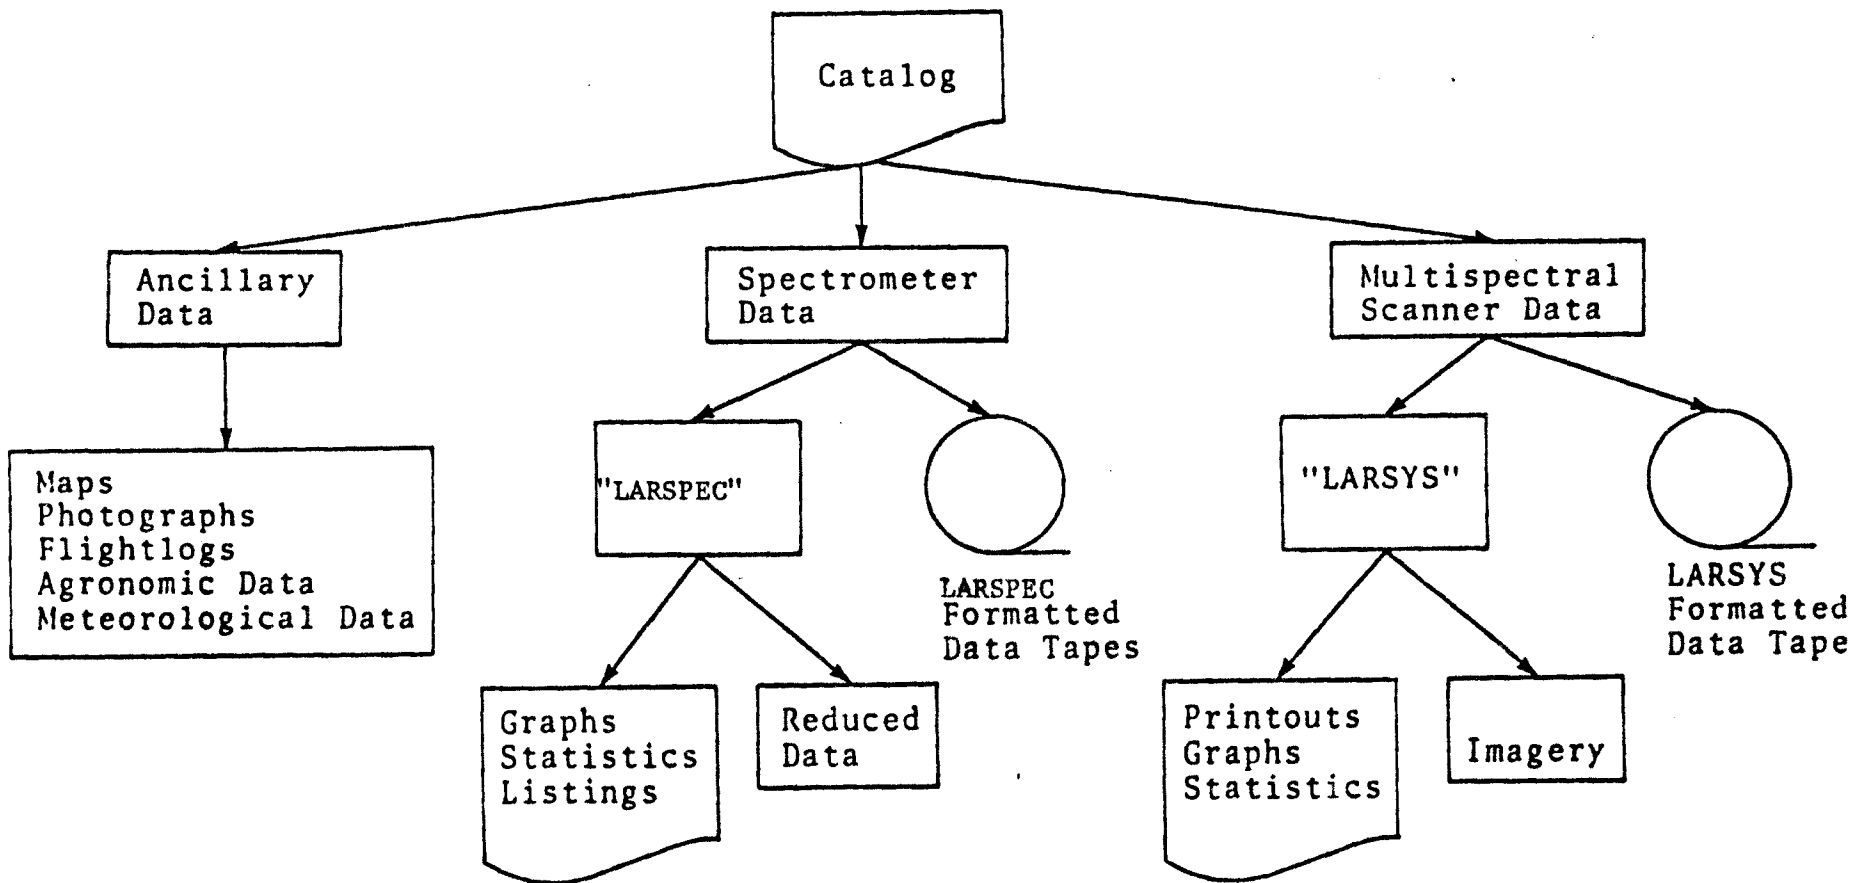 Catalog
Ancillary
Data
Spectrometer
Data
Multispectral
Scanner Data
Maps
Photographs
Flightlogs
Agronomic Data
Meteorological Data
"LARSPEC"
LARSPEC
Formatted
Data Tapes
"LARSYS"
LARSYS
Formatted
Data Tape
Graphs
Statistics
Listings
Reduced
Data
Printouts
Graphs
Statistics
Imagery